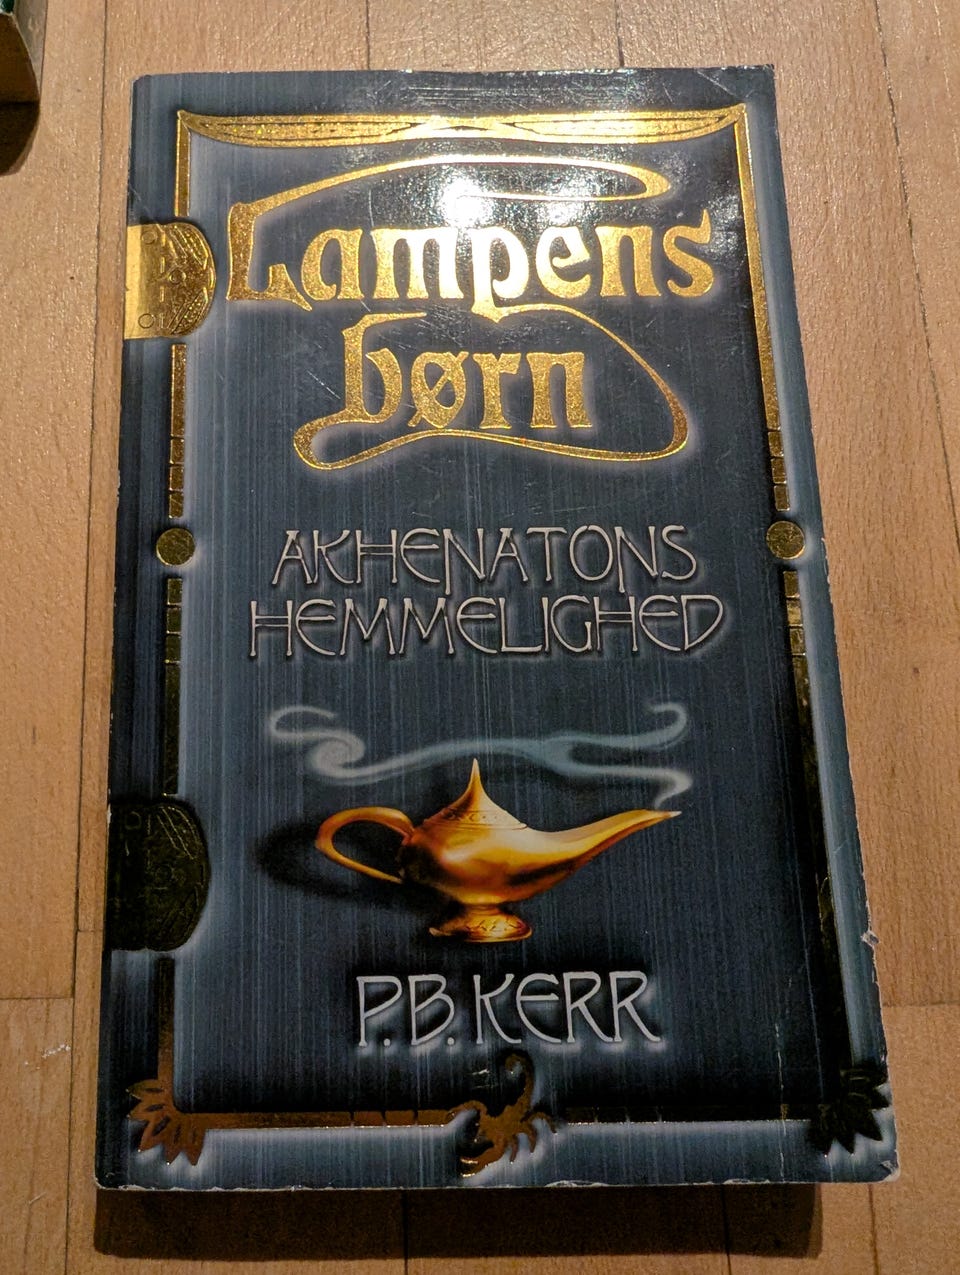 Lampens
børn
AKHENATONS
HEMMELIGHED
P.B. KERR